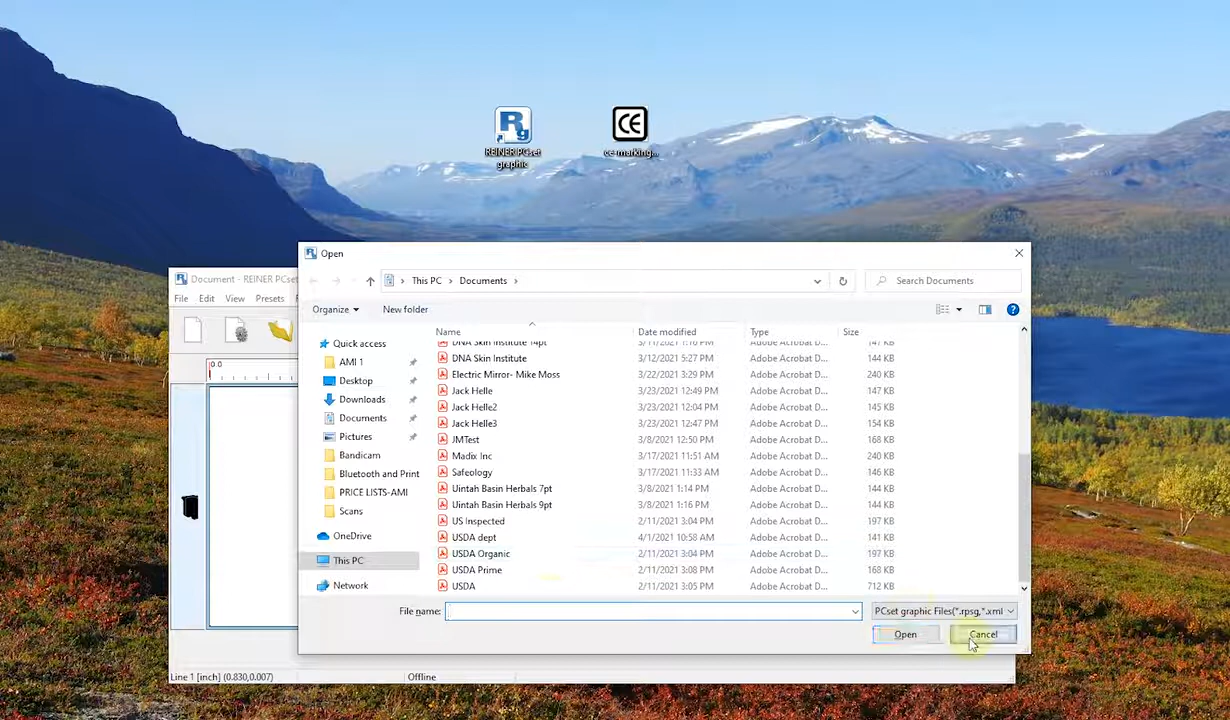 REINER PCset
graphic
ce-marking...
CE
Open
Document - REINER PCset
File Edit View Presets
0.0
This PC > Documents >
Search Documents
Organize
New folder
Name Date modified Type Size
DNA Skin Institute 14pt 3/11/2021 1:16 PM Adobe Acrobat D... 147 KB
DNA Skin Institute 3/12/2021 5:27 PM Adobe Acrobat D... 144 KB
Electric Mirror- Mike Moss 3/22/2021 3:29 PM Adobe Acrobat D... 240 KB
Jack Helle 3/23/2021 12:49 PM Adobe Acrobat D... 147 KB
Jack Helle2 3/23/2021 12:04 PM Adobe Acrobat D... 145 KB
Jack Helle3 3/23/2021 12:47 PM Adobe Acrobat D... 154 KB
JMTest 3/8/2021 12:50 PM Adobe Acrobat D... 168 KB
Madix Inc 3/17/2021 11:51 AM Adobe Acrobat D... 240 KB
Safeology 3/17/2021 11:33 AM Adobe Acrobat D... 146 KB
Uintah Basin Herbals 7pt 3/8/2021 1:14 PM Adobe Acrobat D... 144 KB
Uintah Basin Herbals 9pt 3/8/2021 1:16 PM Adobe Acrobat D... 144 KB
US Inspected 2/11/2021 3:04 PM Adobe Acrobat D... 197 KB
USDA dept 4/1/2021 10:58 AM Adobe Acrobat D... 141 KB
USDA Organic 2/11/2021 3:04 PM Adobe Acrobat D... 197 KB
USDA Prime 2/11/2021 3:08 PM Adobe Acrobat D... 168 KB
USDA 2/11/2021 3:05 PM Adobe Acrobat D... 712 KB
Quick access
AMI 1
Desktop
Downloads
Documents
Pictures
Bandicam
Bluetooth and Print
PRICE LISTS-AMI
Scans
OneDrive
This PC
Network
File name:
PCset graphic Files(*.rpsg,*.xml
Open
Cancel
Line 1 [inch] (0.830,0.007)
Offline